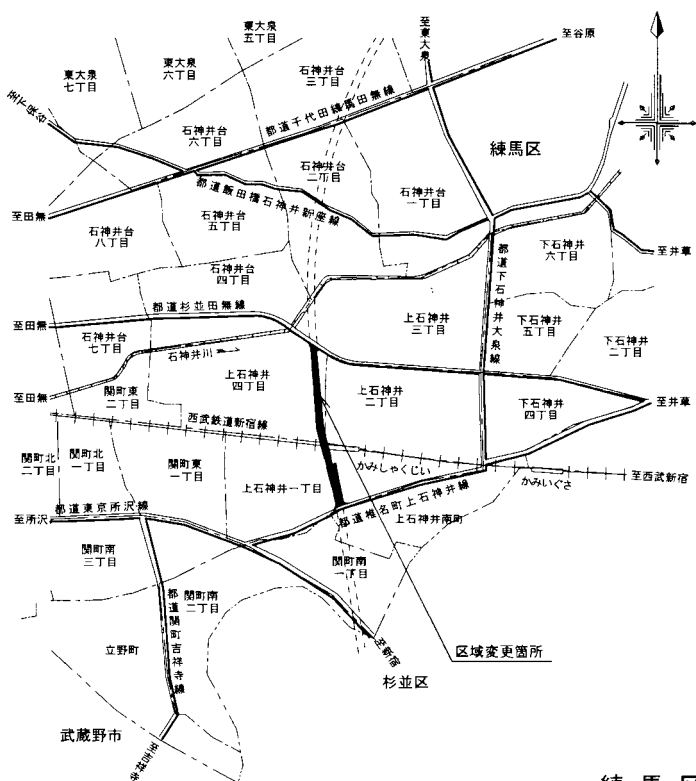 東大泉
五丁目
東大泉
六丁目
東大泉
七丁目
至下保谷
石神井台
三丁目
至東大泉
至谷原
都道千代田練馬田無線
石神井台
六丁目
練馬区
石神井台
二丁目
都道飯田橋石神井新座線
石神井台
一丁目
至田無
石神井台
八丁目
石神井台
五丁目
都道下石神井大泉線
下石神井
六丁目
至井草
石神井台
四丁目
都道杉並田無線
至田無
上石神井
三丁目
下石神井
五丁目
下石神井
二丁目
石神井台
七丁目
石神井川
上石神井
四丁目
上石神井
二丁目
下石神井
四丁目
至井草
至田無
関町東
二丁目
西武鉄道新宿線
関町北
二丁目
関町北
一丁目
関町東
一丁目
かみしゃくじい
かみいぐさ
至西武新宿
上石神井一丁目
都道椎名町上石神井線
上石神井南町
至所沢
都道東京所沢線
関町南
三丁目
関町南
一丁目
関町南
二丁目
都道関町吉祥寺線
至新宿
区域変更箇所
立野町
杉並区
武蔵野市
至吉祥寺
練馬区